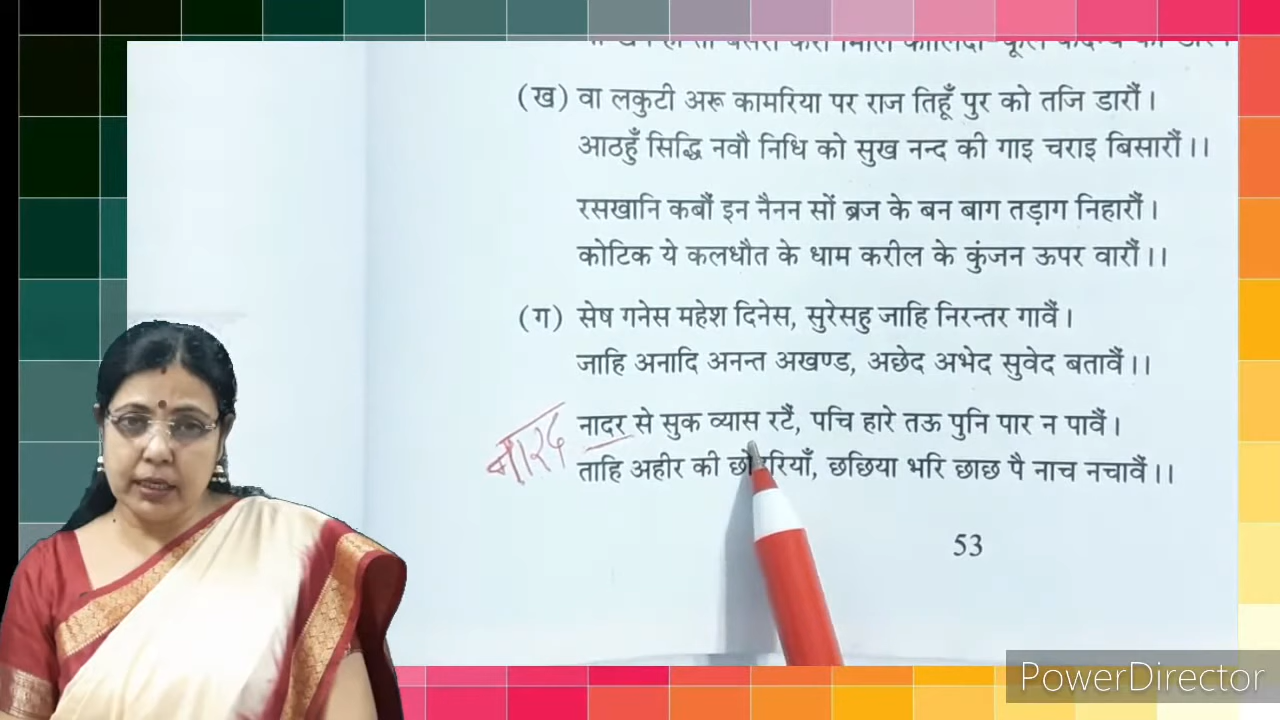 (ख) वा लकुटी अरू कामरिया पर राज तिहूँ पुर को तजि डारौं।
आठहुँ सिद्धि नवौ निधि को सुख नन्द की गाइ चराइ बिसारौं।।
रसखानि कबौं इन नैनन सों ब्रज के बन बाग तड़ाग निहारौं।
कोटिक ये कलधौत के धाम करील के कुंजन ऊपर वारौं।।
(ग) सेष गनेस महेश दिनेस, सुरेसहु जाहि निरन्तर गावैं।
जाहि अनादि अनन्त अखण्ड, अछेद अभेद सुवेद बतावैं।।
नारद
नादर से सुक व्यास रटैं, पचि हारे तऊ पुनि पार न पावैं।
ताहि अहीर की छोहरियाँ, छछिया भरि छाछ पै नाच नचावैं।।
53
PowerDirector